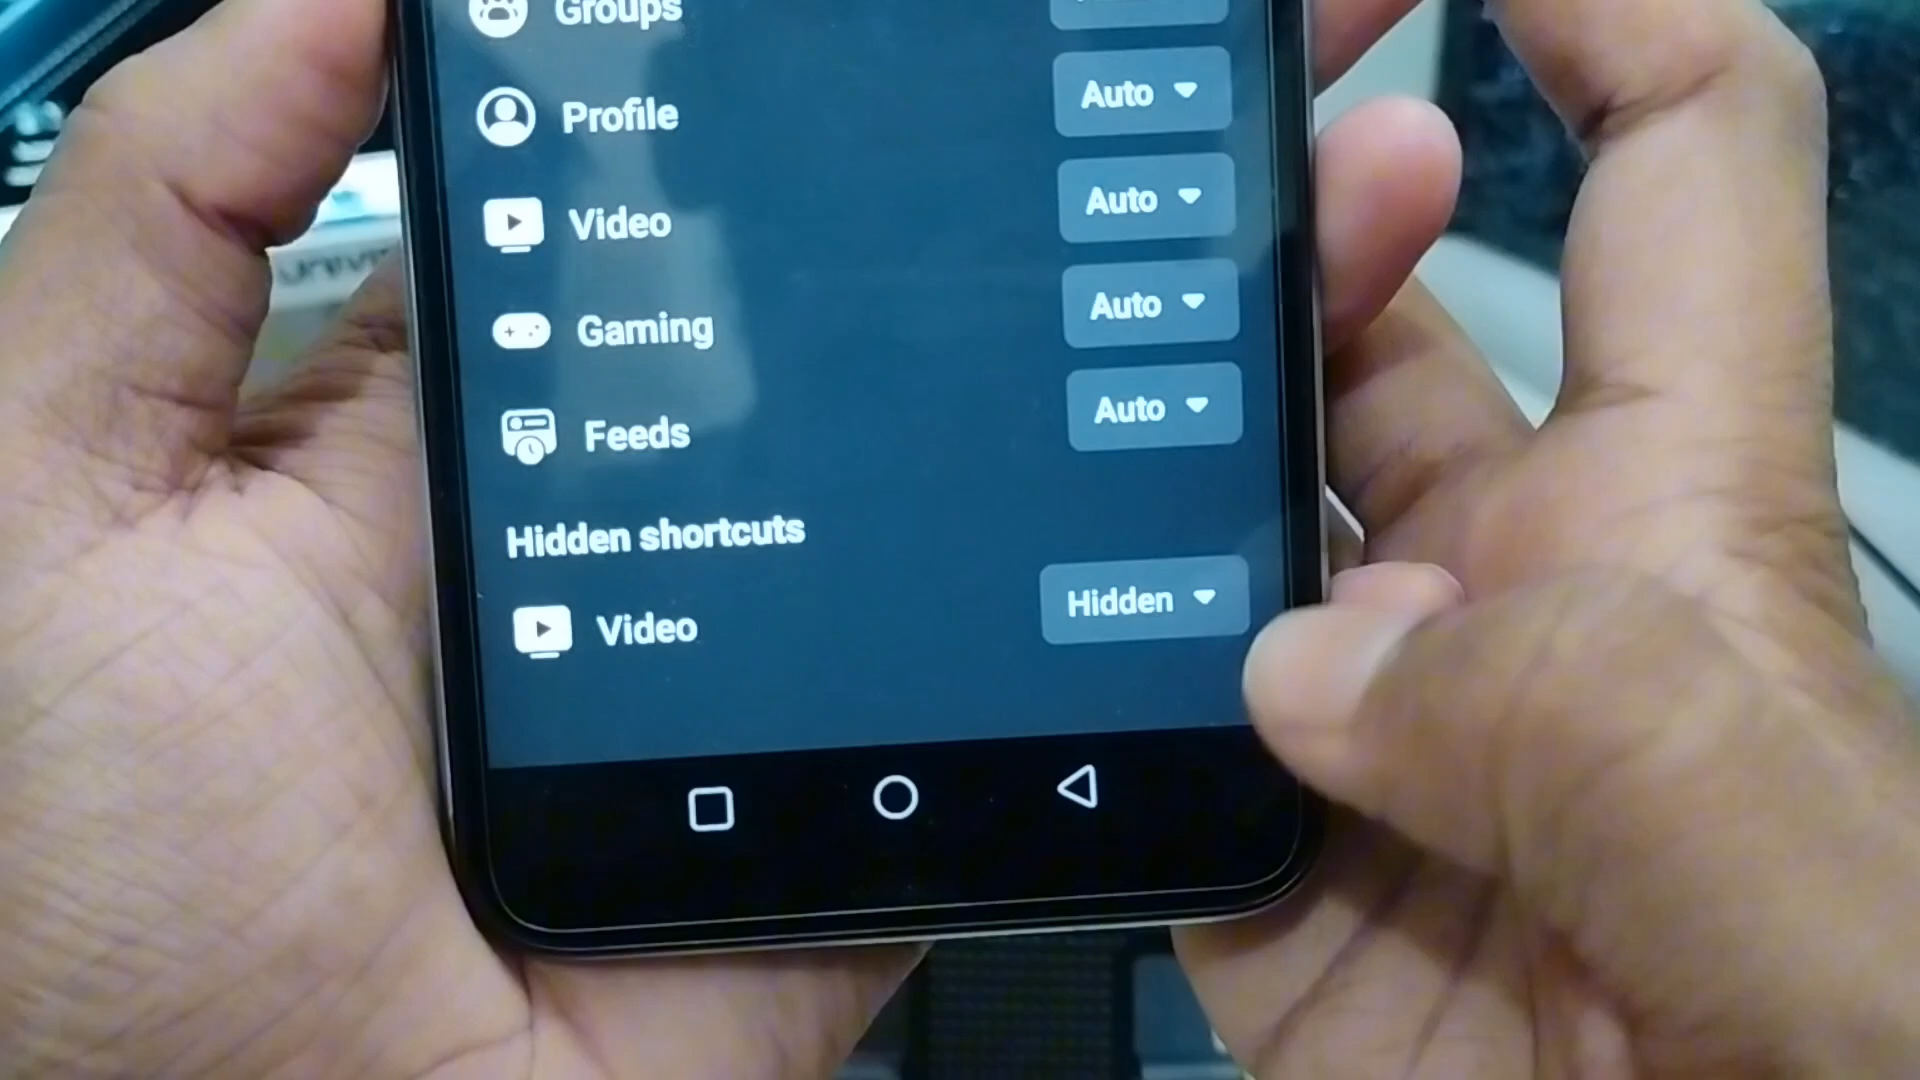 Groups
Profile Auto
Video Auto
Gaming Auto
Feeds Auto
Hidden shortcuts
Video Hidden